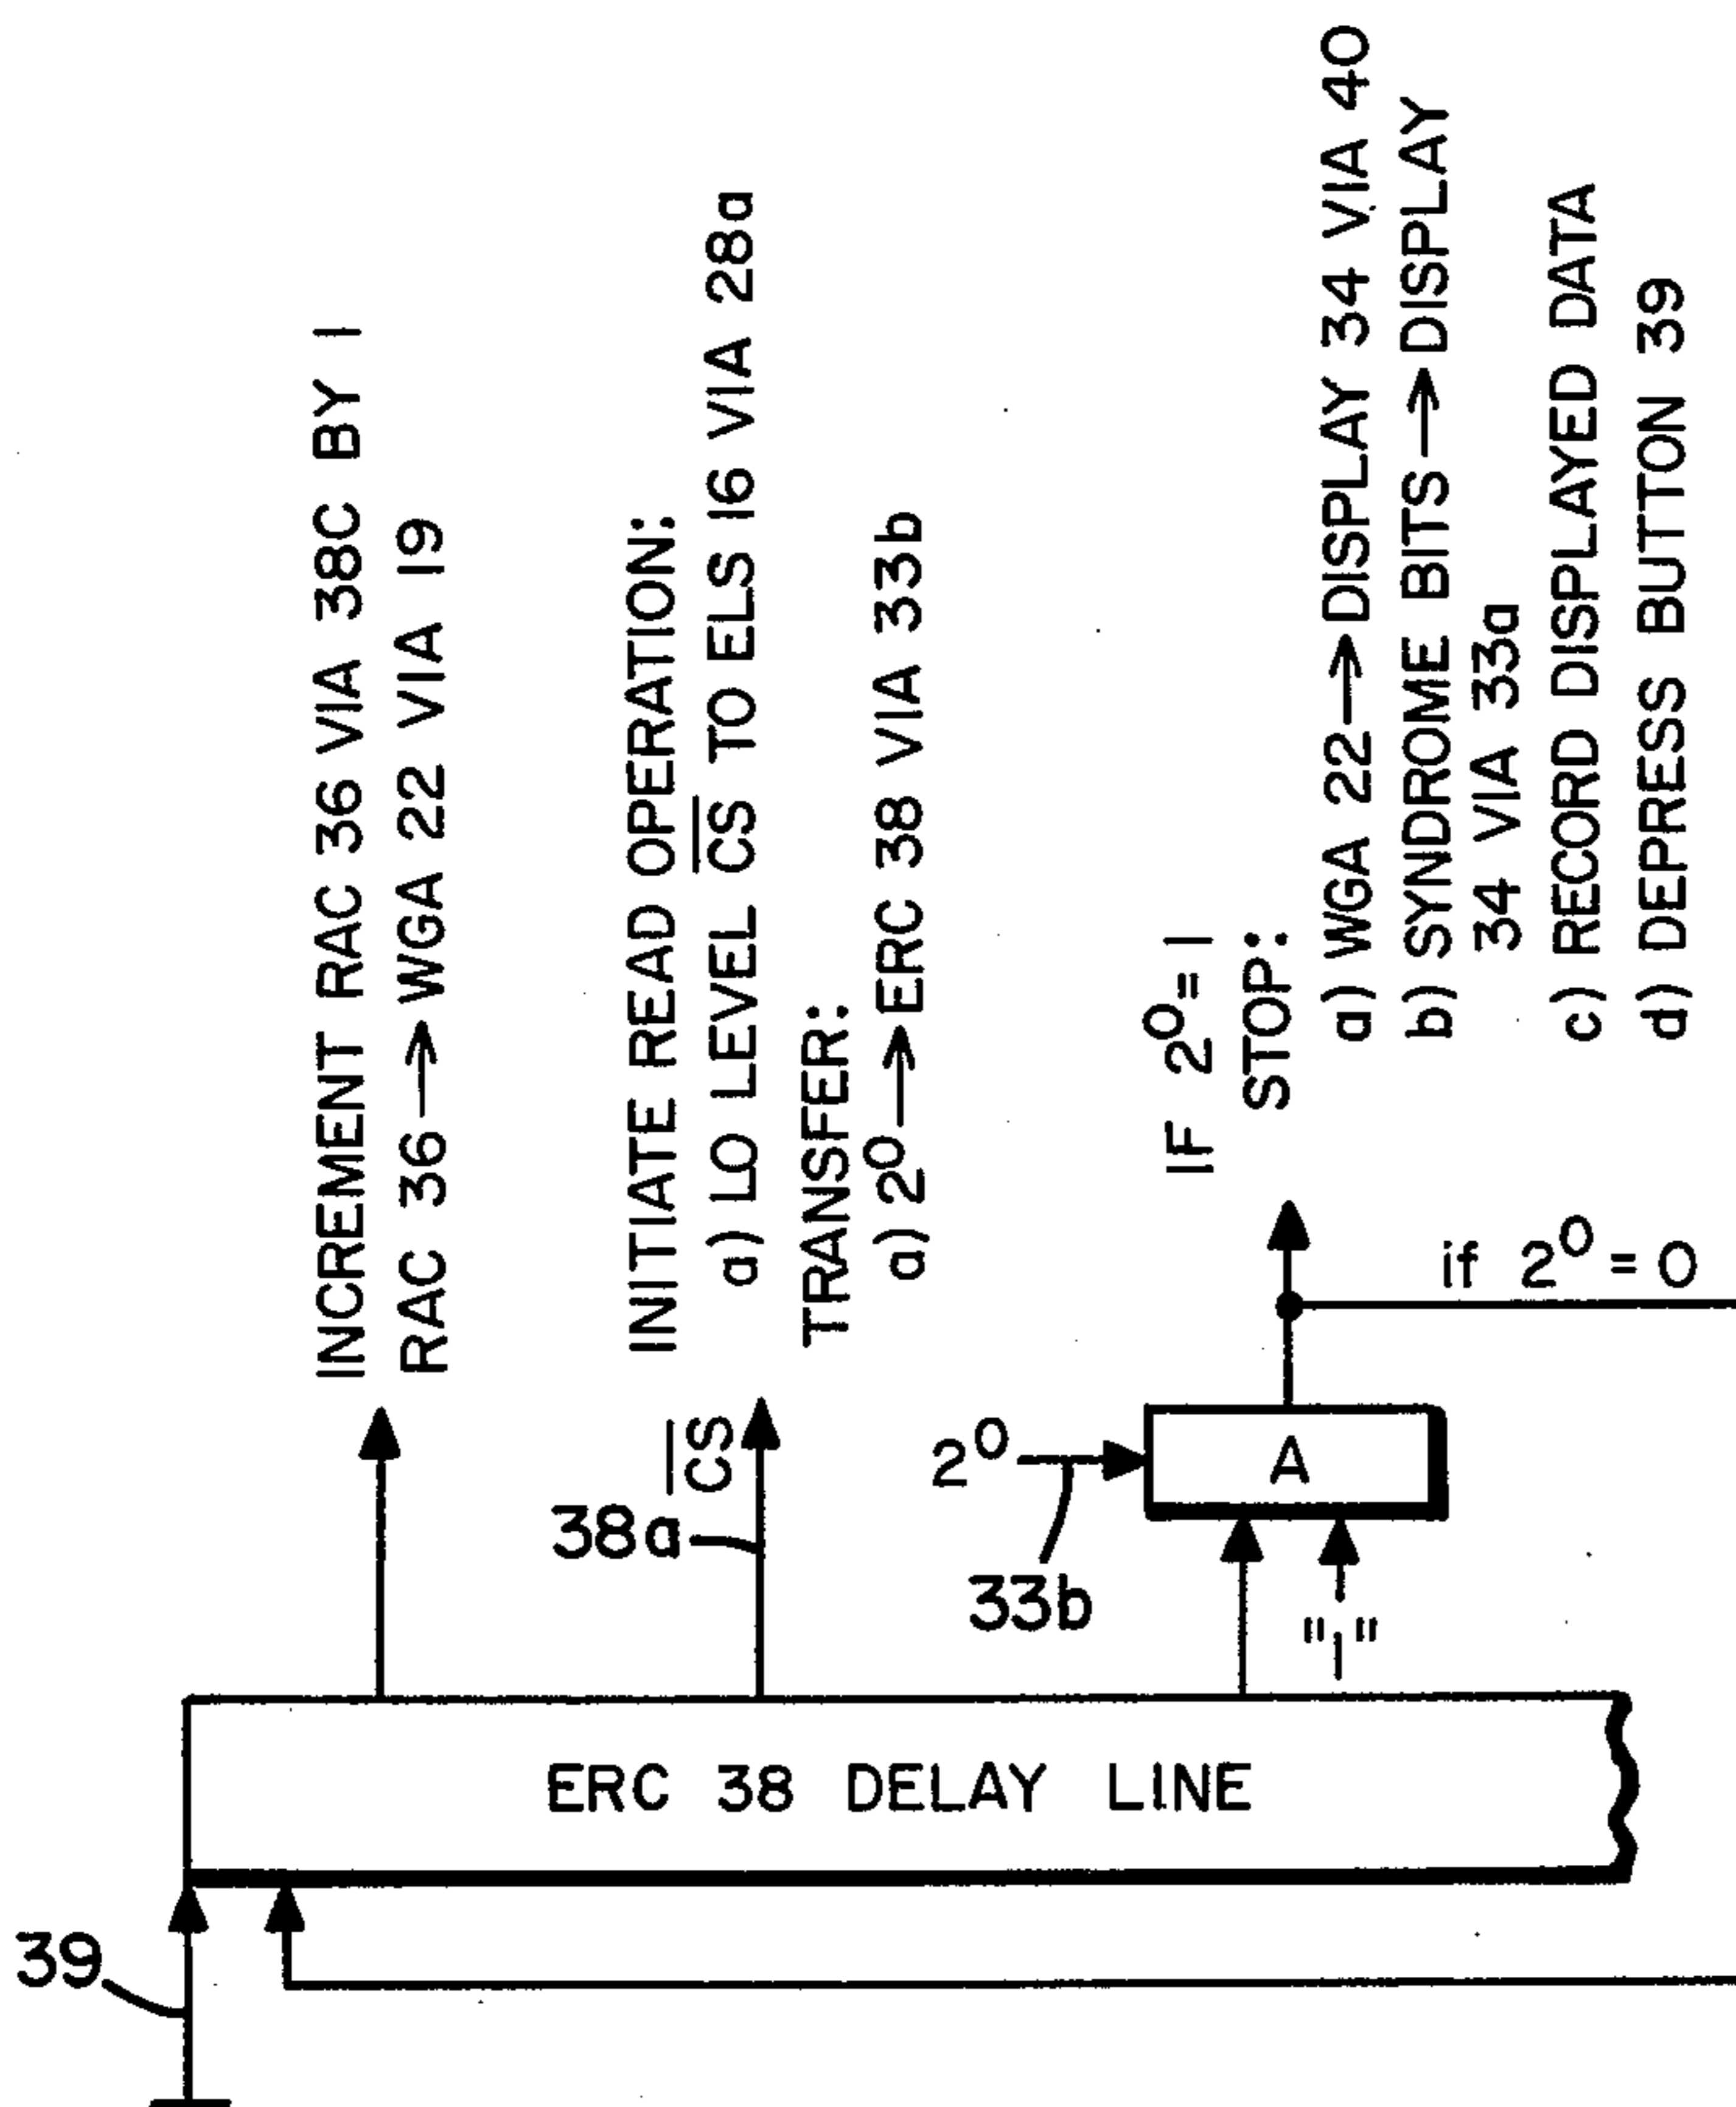 INCREMENT RAC 36 VIA 38C BY 1
RAC 36→WGA 22 VIA 19
INITIATE READ OPERATION:
a) LO LEVEL C̅S̅ TO ELS 16 VIA 28a
TRANSFER:
a) 2⁰→ERC 38 VIA 33b
IF 2⁰=1
STOP:
a) WGA 22→DISPLAY 34 VIA 40
b) SYNDROME BITS→DISPLAY
34 VIA 33a
c) RECORD DISPLAYED DATA
d) DEPRESS BUTTON 39
if 2⁰=0
C̅S̅
38a
2⁰
A
33b
"1"
ERC 38 DELAY LINE
39